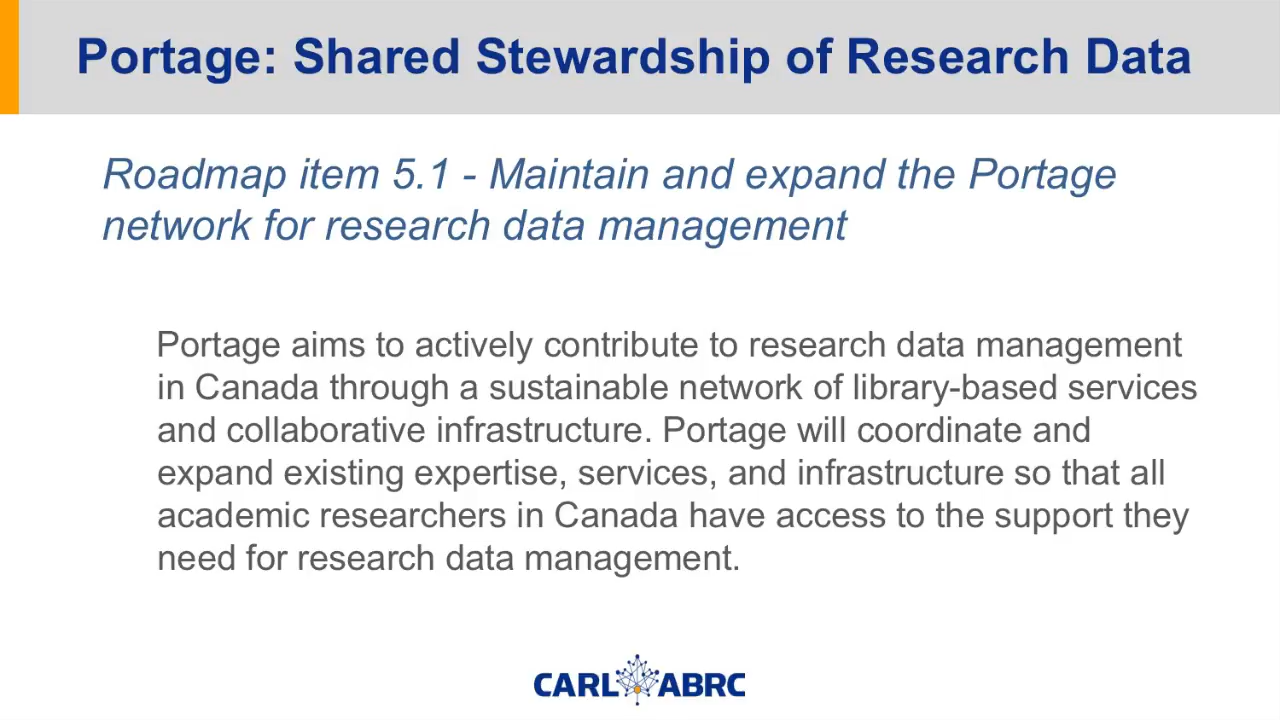 Portage: Shared Stewardship of Research Data
Roadmap item 5.1 - Maintain and expand the Portage
network for research data management
Portage aims to actively contribute to research data management
in Canada through a sustainable network of library-based services
and collaborative infrastructure. Portage will coordinate and
expand existing expertise, services, and infrastructure so that all
academic researchers in Canada have access to the support they
need for research data management.
CARL ABRC